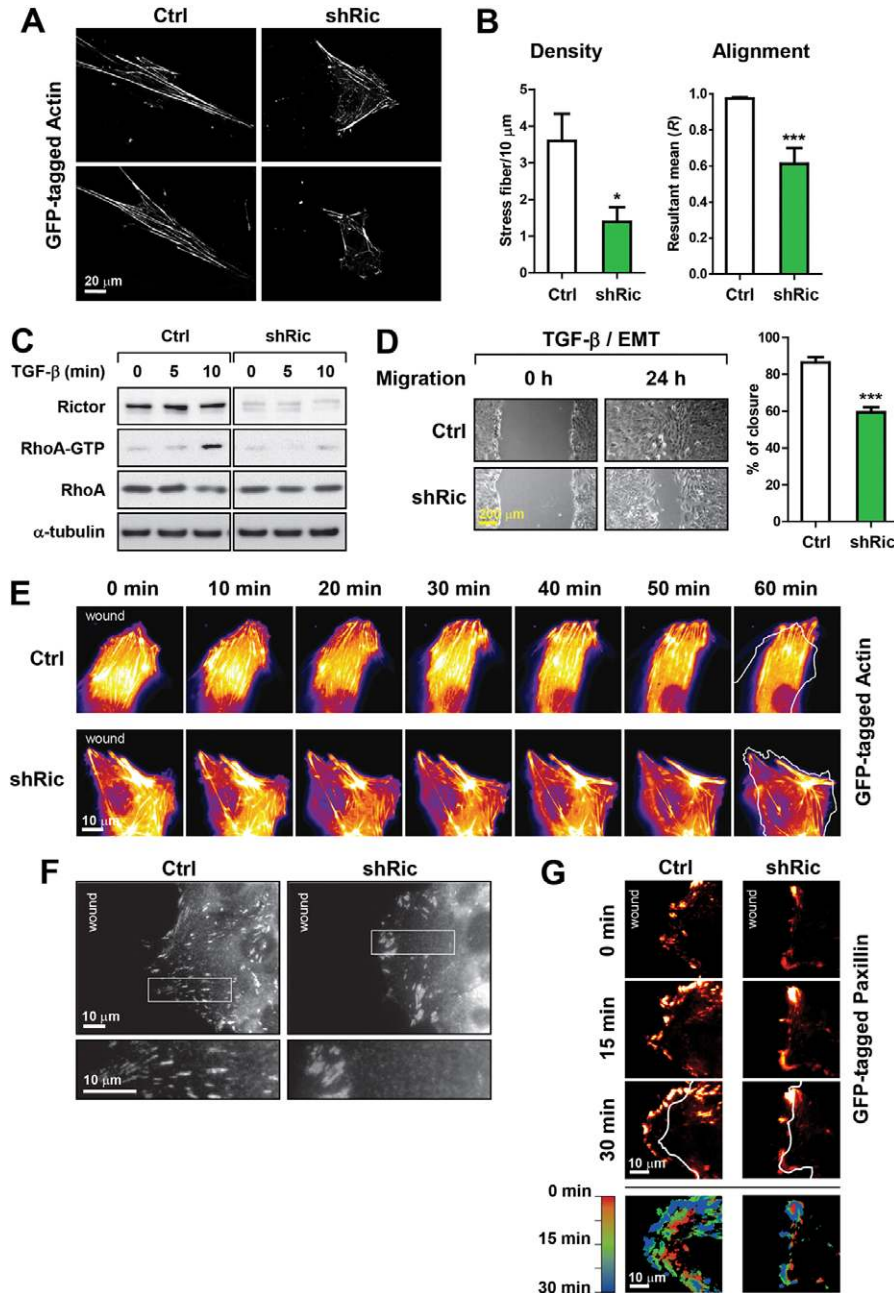 A
Ctrl shRic
GFP-tagged Actin
20 μm
B
Density
Stress fiber/10 μm
5
4
3
2
1
0
*
Ctrl shRic
Alignment
Resultant mean (R)
1.0
0.8
0.6
0.4
0.2
0.0
***
Ctrl shRic
C
Ctrl shRic
TGF-β (min) 0 5 10 0 5 10
Rictor
RhoA-GTP
RhoA
α-tubulin
D
TGF-β / EMT
Migration 0 h 24 h
Ctrl
shRic
200 μm
% of closure
100
80
60
40
20
0
***
Ctrl shRic
E
0 min 10 min 20 min 30 min 40 min 50 min 60 min
wound
Ctrl
wound
shRic
10 μm
GFP-tagged Actin
F
Ctrl shRic
wound
wound
10 μm
10 μm
G
Ctrl shRic
wound
wound
0 min
15 min
30 min
10 μm
10 μm
GFP-tagged Paxillin
0 min
15 min
30 min
10 μm
10 μm